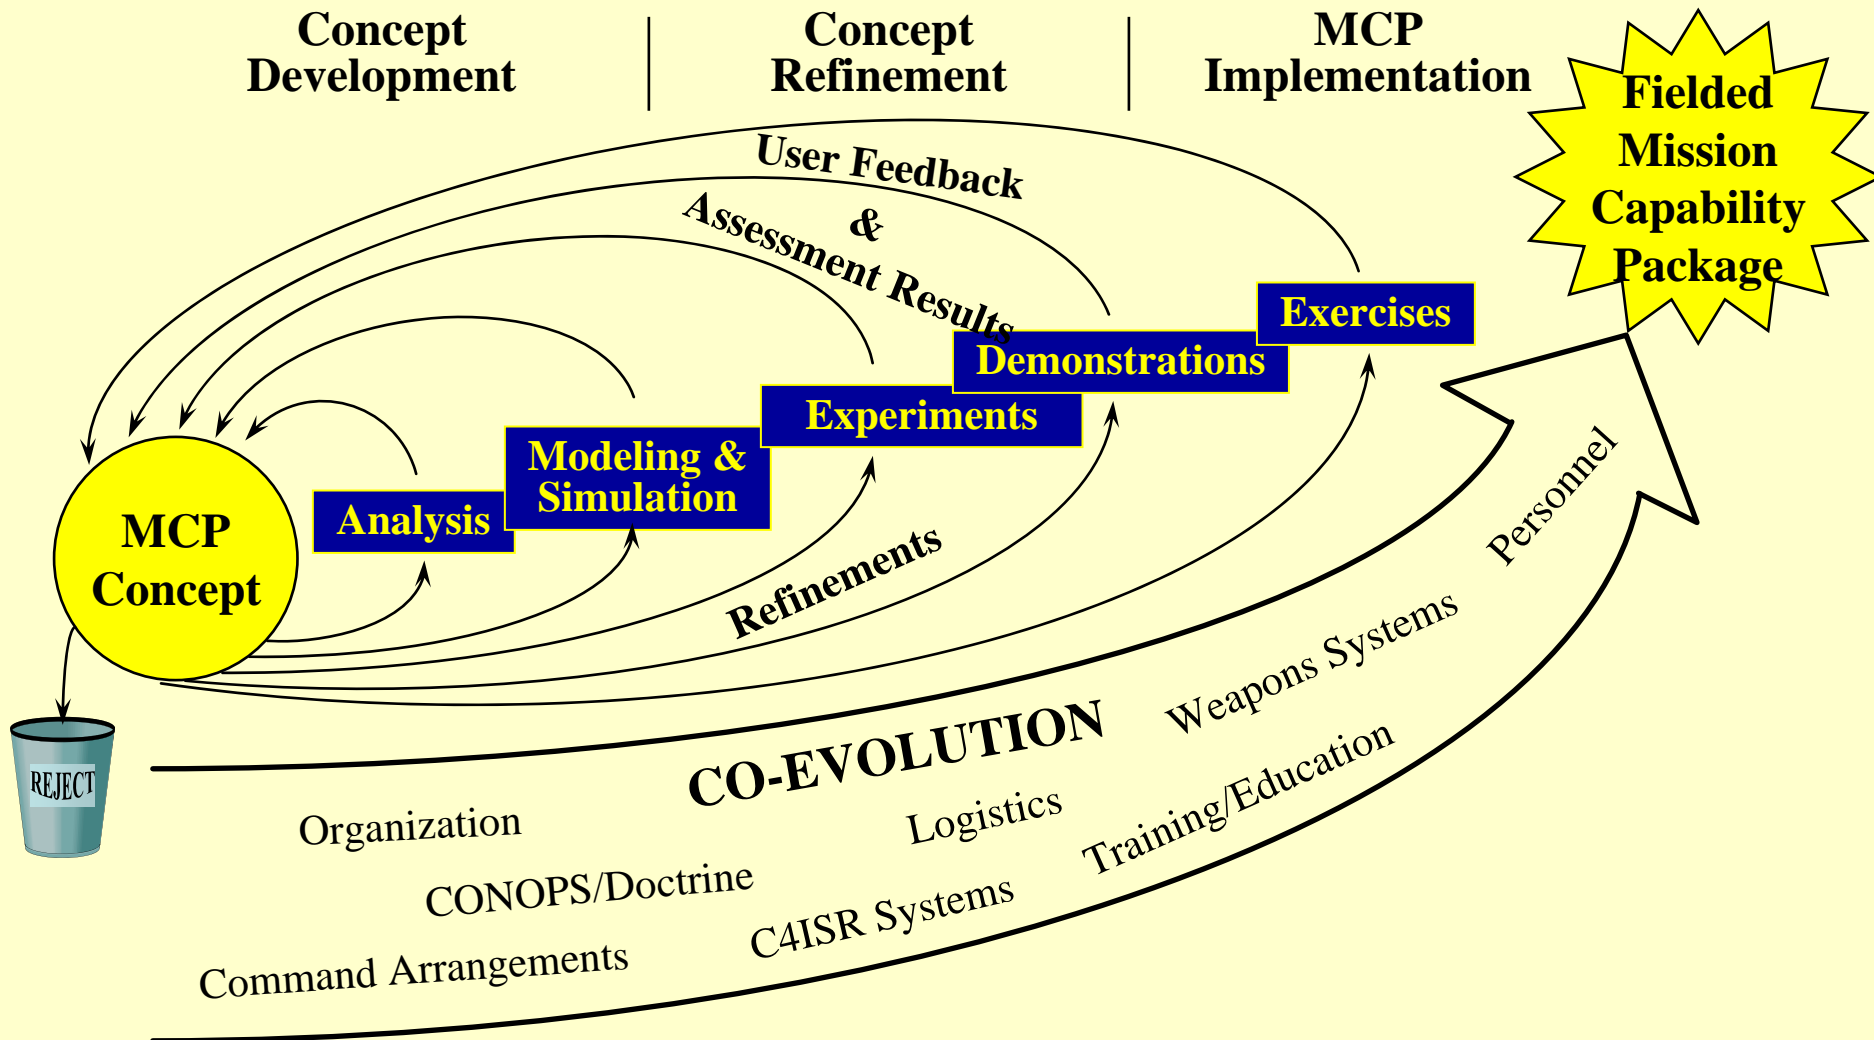 Concept
Development
Concept
Refinement
MCP
Implementation
Fielded
Mission
Capability
Package
User Feedback
&
Assessment Results
Exercises
Demonstrations
Experiments
Modeling &
Simulation
Analysis
MCP
Concept
Refinements
REJECT
CO-EVOLUTION
Personnel
Weapons Systems
Organization
Logistics
Training/Education
CONOPS/Doctrine
C4ISR Systems
Command Arrangements